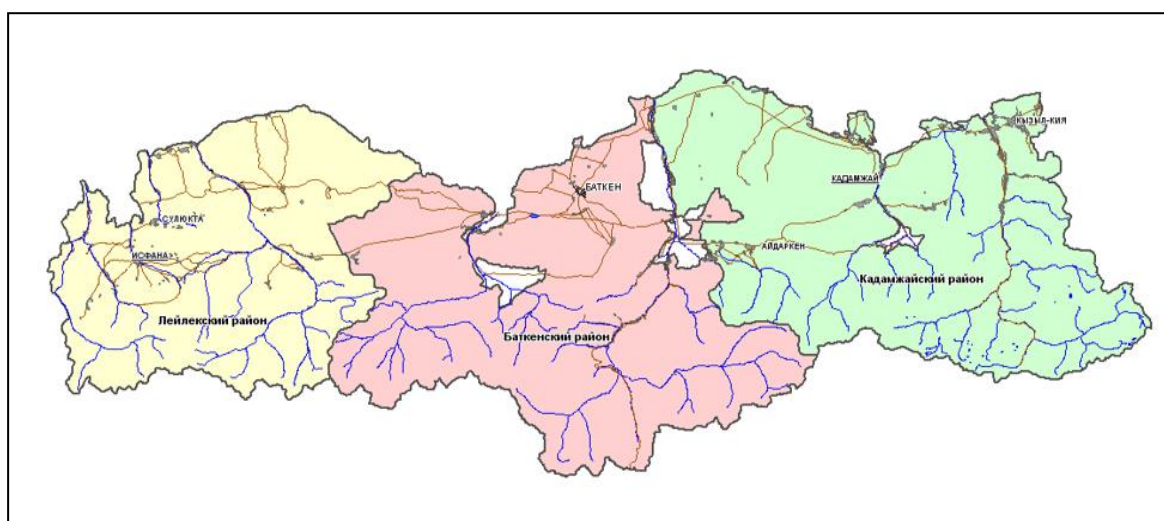 КЫЗЫЛ-КИЯ
КАДАМЖАЙ
БАТКЕН
СУЛЮКТА
АЙДАРКЕН
ИСФАНА
Кадамжайский район
Лейлекский район
Баткенский район